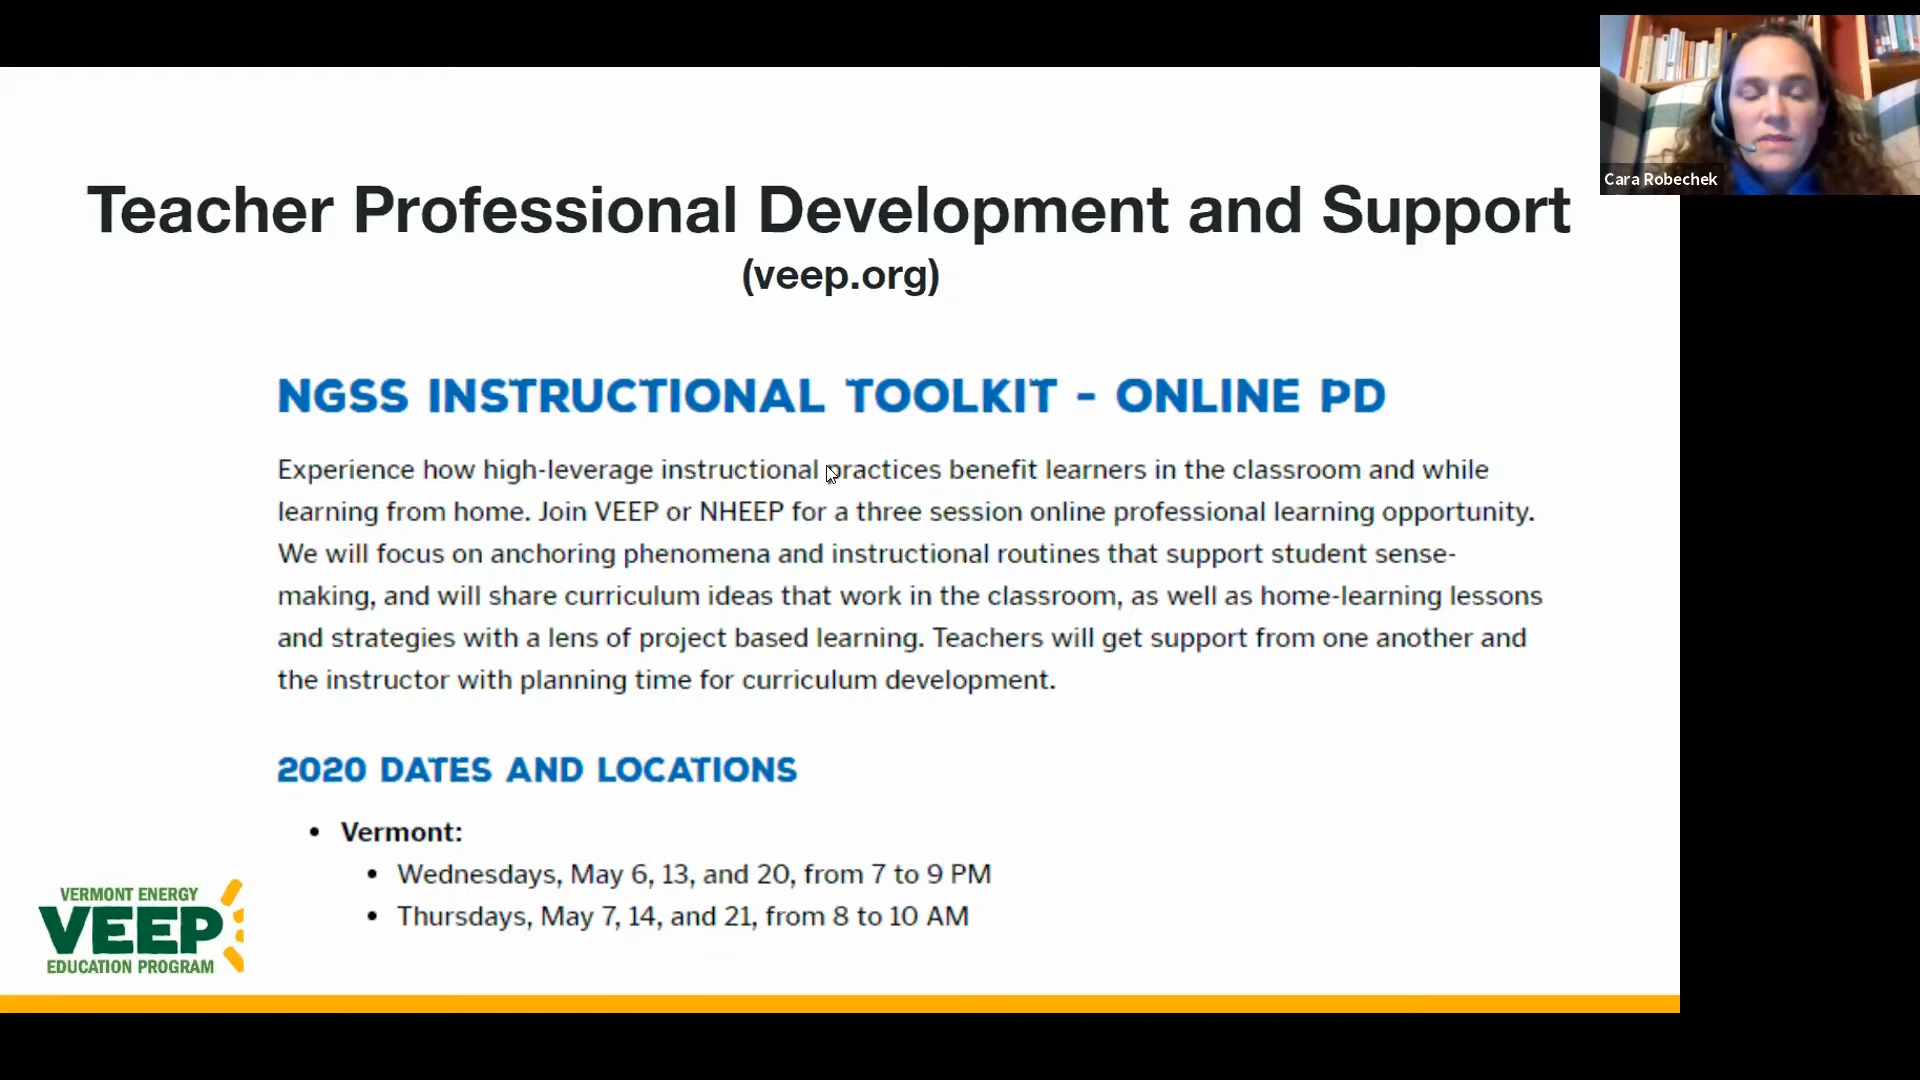 Teacher Professional Development and Support
(veep.org)
NGSS INSTRUCTIONAL TOOLKIT - ONLINE PD
Experience how high-leverage instructional practices benefit learners in the classroom and while
learning from home. Join VEEP or NHEEP for a three session online professional learning opportunity.
We will focus on anchoring phenomena and instructional routines that support student sense-
making, and will share curriculum ideas that work in the classroom, as well as home-learning lessons
and strategies with a lens of project based learning. Teachers will get support from one another and
the instructor with planning time for curriculum development.
2020 DATES AND LOCATIONS
• Vermont:
• Wednesdays, May 6, 13, and 20, from 7 to 9 PM
• Thursdays, May 7, 14, and 21, from 8 to 10 AM
VERMONT ENERGY
VEEP
EDUCATION PROGRAM
Cara Robechek